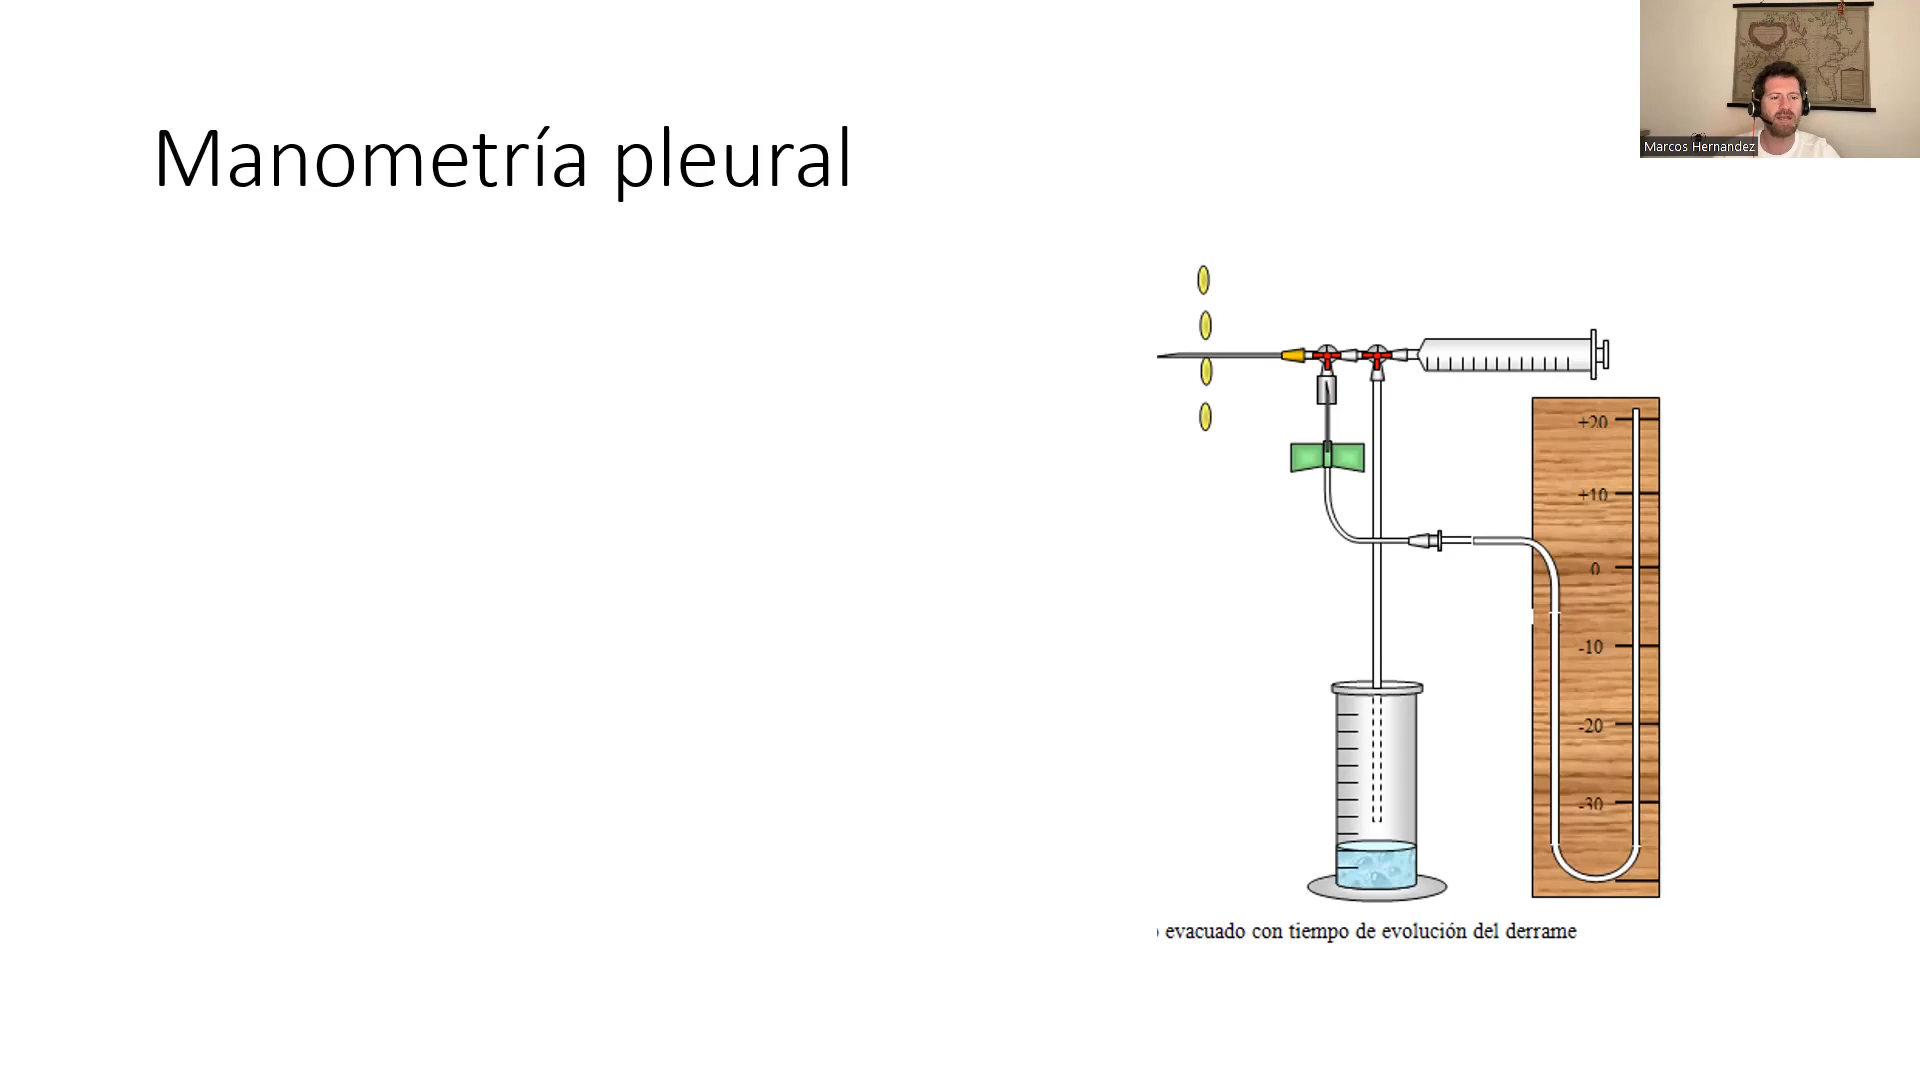 Manometría pleural
Marcos Hernandez
+20
+10
0
-10
-20
-30
evacuado con tiempo de evolución del derrame